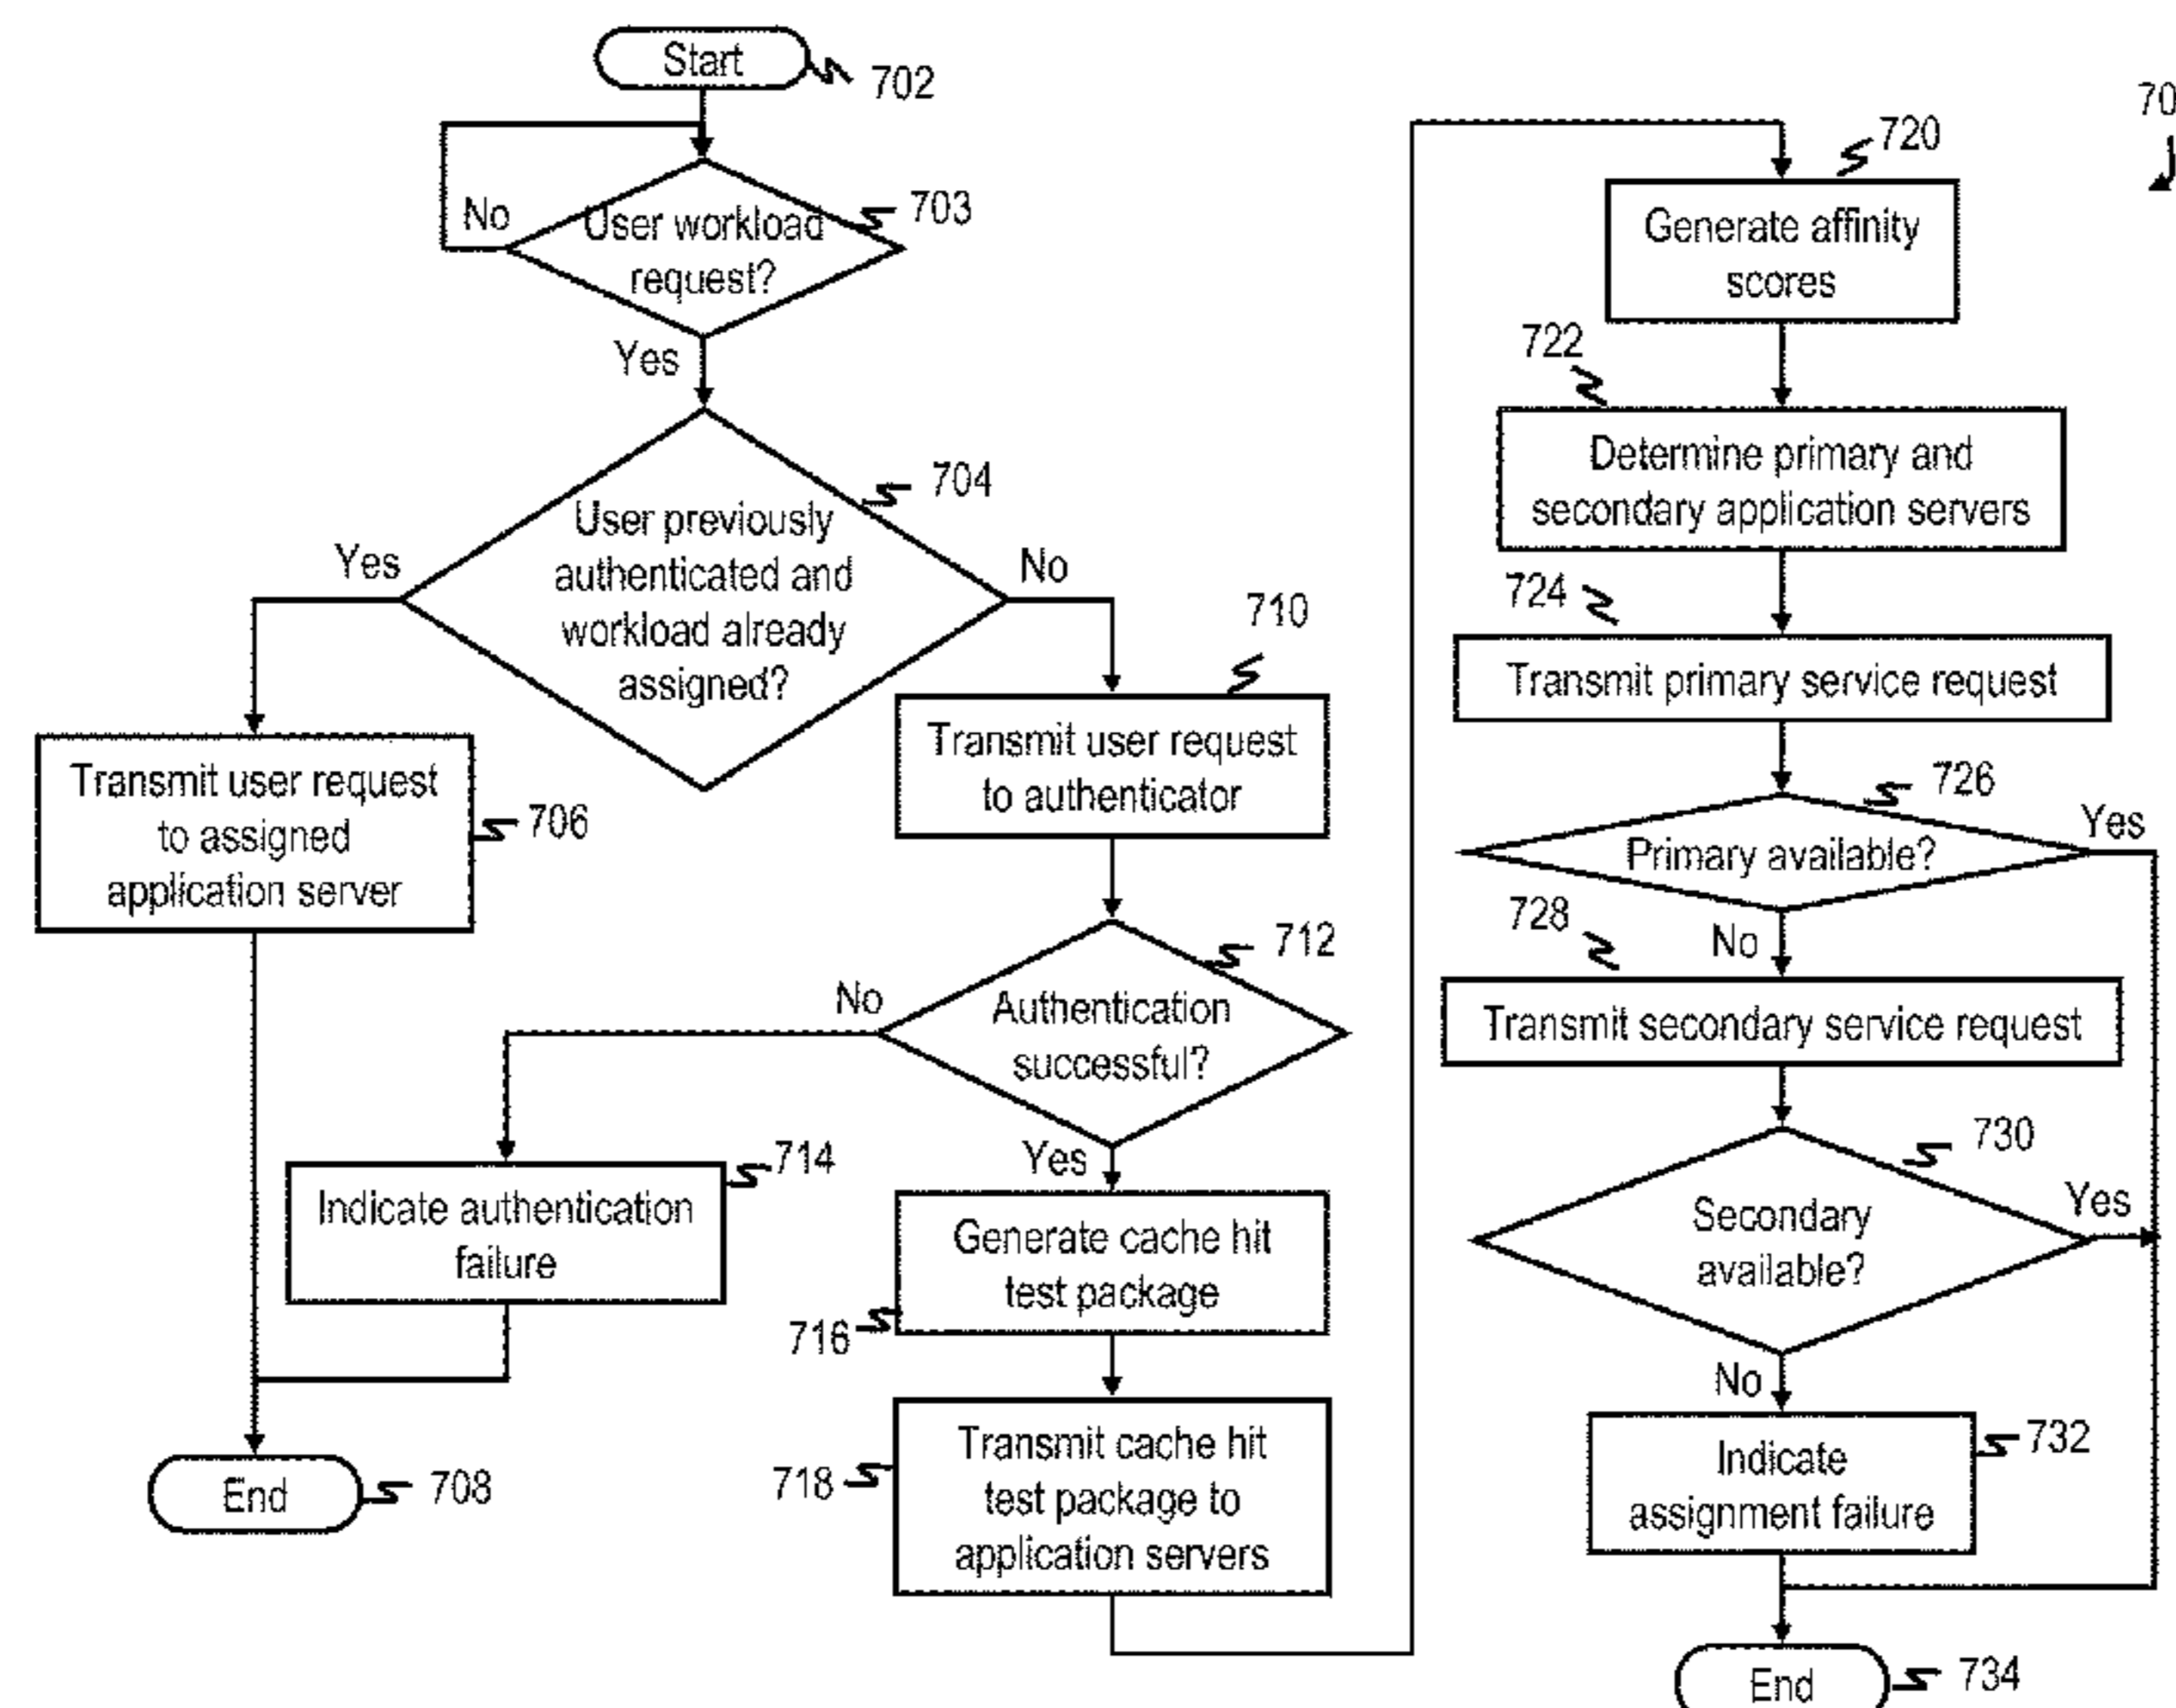 Start
702
70
720
No
User workload
request?
703
Generate affinity
scores
Yes
722
Determine primary and
secondary application servers
704
User previously
authenticated and
workload already
assigned?
Yes
No
724
710
Transmit primary service request
Transmit user request
to authenticator
Transmit user request
to assigned
application server
706
726
Yes
Primary available?
728
No
712
No
Authentication
successful?
Transmit secondary service request
Yes
714
Indicate authentication
failure
730
Secondary
available?
Yes
Generate cache hit
test package
716
No
Transmit cache hit
test package to
application servers
718
Indicate
assignment failure
732
End
708
End
734